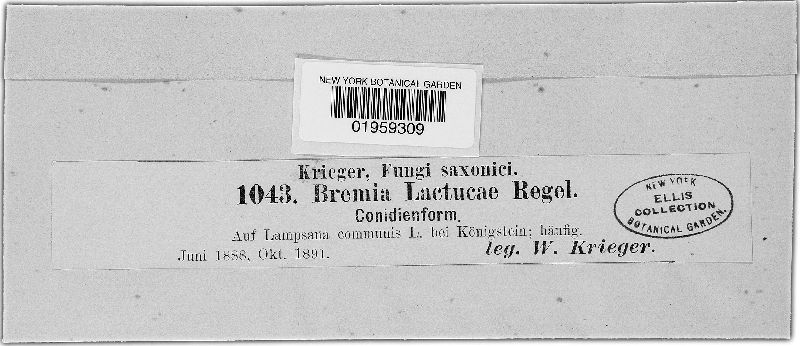 NEW YORK BOTANICAL GARDEN
01959309
Krieger, Fungi saxonici.
1043. Bremia Lactucae Regel.
Conidienform.
Auf Lampsana communis L. bei Königstein; häufig.
Juni 1888, Okt. 1891.
leg. W. Krieger.
NEW YORK
ELLIS
COLLECTION
BOTANICAL GARDEN.